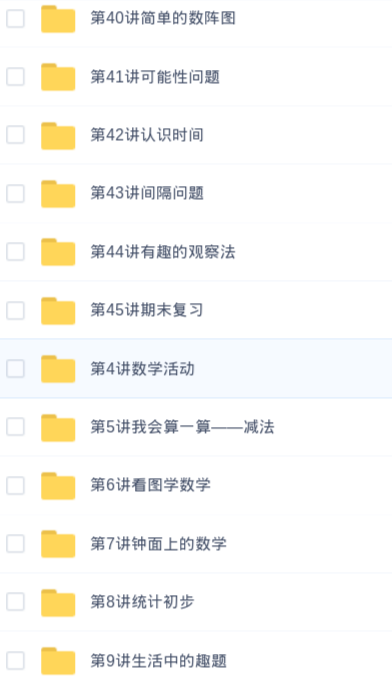 第40讲简单的数阵图
第41讲可能性问题
第42讲认识时间
第43讲间隔问题
第44讲有趣的观察法
第45讲期末复习
第4讲数学活动
第5讲我会算一算——减法
第6讲看图学数学
第7讲钟面上的数学
第8讲统计初步
第9讲生活中的趣题